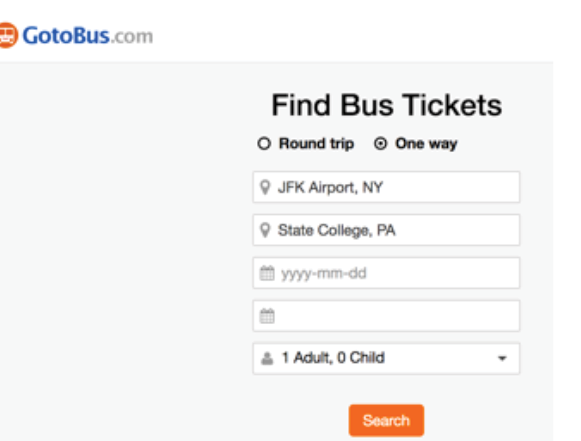 GotoBus.com
Find Bus Tickets
Round trip One way
JFK Airport, NY
State College, PA
yyyy-mm-dd
1 Adult, 0 Child
Search